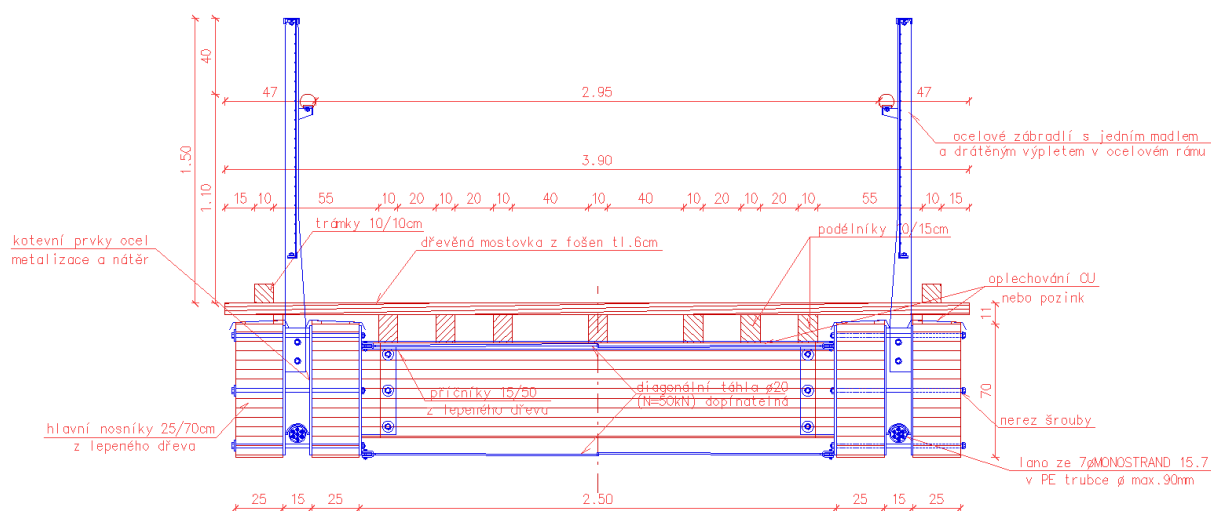 40
47
2.95
47
ocelové zábradlí s jedním madlem
a drátěným výpletem v ocelovém rámu
1.50
3.90
1.10
15 10 55 10 20 10 20 10 40 10 40 10 20 10 20 10 55 10 15
trámky 10/10cm
podélníky 10/15cm
kotevní prvky ocel
metalizace a nátěr
dřevěná mostovka z fošen tl.6cm
oplechování CU
nebo pozink
11
příčníky 15/50
z lepeného dřeva
diagonální táhla ø20
(N=50kN) dopínatelná
70
hlavní nosníky 25/70cm
z lepeného dřeva
nerez šrouby
lano ze 7øMONOSTRAND 15.7
v PE trubce ø max.90mm
25 15 25 2.50 25 15 25